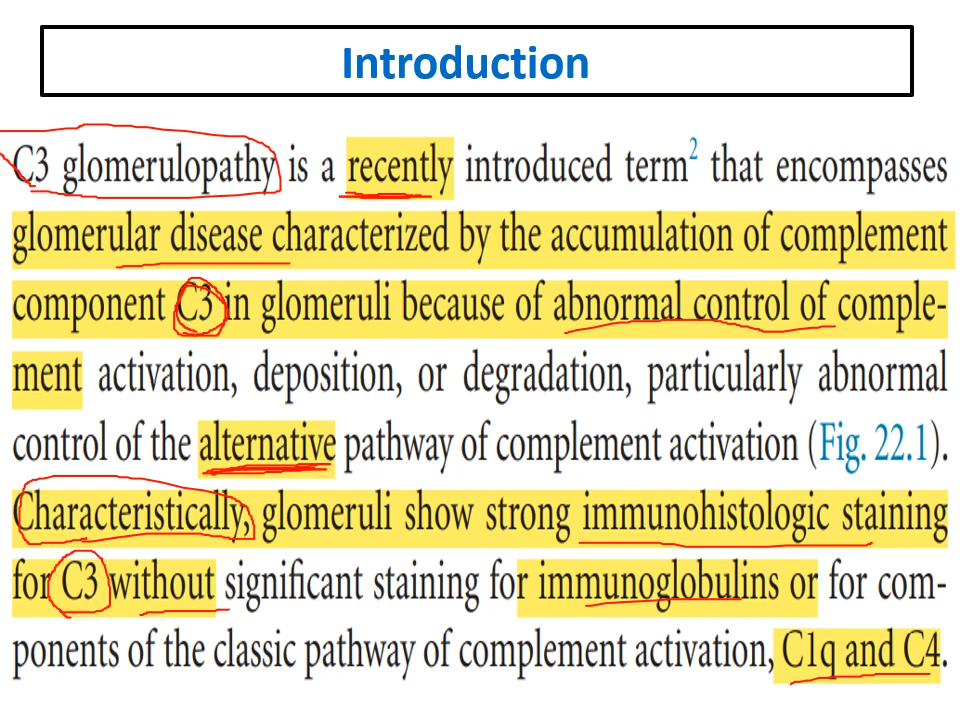 Introduction
C3 glomerulopathy is a recently introduced term2 that encompasses
glomerular disease characterized by the accumulation of complement
component C3 in glomeruli because of abnormal control of comple-
ment activation, deposition, or degradation, particularly abnormal
control of the alternative pathway of complement activation (Fig. 22.1).
Characteristically, glomeruli show strong immunohistologic staining
for C3 without significant staining for immunoglobulins or for com-
ponents of the classic pathway of complement activation, C1q and C4.